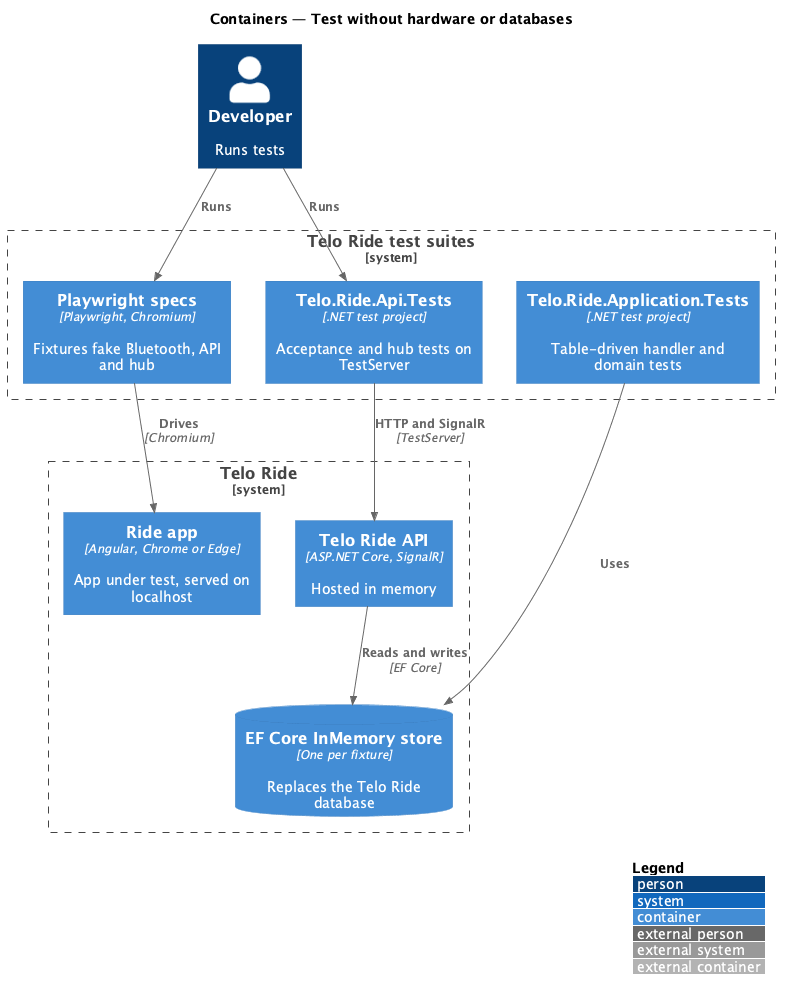 Containers — Test without hardware or databases
Developer
Runs tests
Runs
Runs
Telo Ride test suites
[system]
Playwright specs
[Playwright, Chromium]
Fixtures fake Bluetooth, API
and hub
Telo.Ride.Api.Tests
[.NET test project]
Acceptance and hub tests on
TestServer
Telo.Ride.Application.Tests
[.NET test project]
Table-driven handler and
domain tests
Drives
[Chromium]
HTTP and SignalR
[TestServer]
Telo Ride
[system]
Ride app
[Angular, Chrome or Edge]
App under test, served on
localhost
Telo Ride API
[ASP.NET Core, SignalR]
Hosted in memory
Uses
Reads and writes
[EF Core]
EF Core InMemory store
[One per fixture]
Replaces the Telo Ride
database
Legend
person
system
container
external person
external system
external container